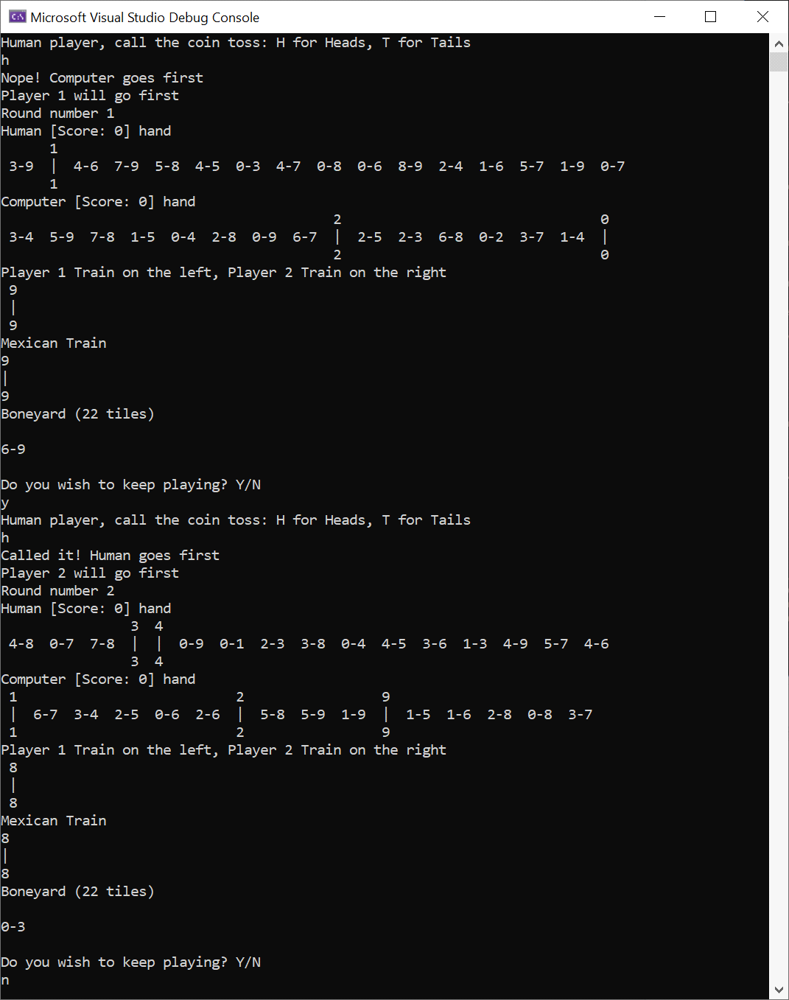 Microsoft Visual Studio Debug Console
Human player, call the coin toss: H for Heads, T for Tails
h
Nope! Computer goes first
Player 1 will go first
Round number 1
Human [Score: 0] hand
      1
 3-9  |  4-6  7-9  5-8  4-5  0-3  4-7  0-8  0-6  8-9  2-4  1-6  5-7  1-9  0-7
      1
Computer [Score: 0] hand
                                         2                                0
 3-4  5-9  7-8  1-5  0-4  2-8  0-9  6-7  |  2-5  2-3  6-8  0-2  3-7  1-4  |
                                         2                                0
Player 1 Train on the left, Player 2 Train on the right
 9
 |
 9
Mexican Train
9
|
9
Boneyard (22 tiles)

6-9

Do you wish to keep playing? Y/N
y
Human player, call the coin toss: H for Heads, T for Tails
h
Called it! Human goes first
Player 2 will go first
Round number 2
Human [Score: 0] hand
                3  4
 4-8  0-7  7-8  |  |  0-9  0-1  2-3  3-8  0-4  4-5  3-6  1-3  4-9  5-7  4-6
                3  4
Computer [Score: 0] hand
 1                           2                 9
 |  6-7  3-4  2-5  0-6  2-6  |  5-8  5-9  1-9  |  1-5  1-6  2-8  0-8  3-7
 1                           2                 9
Player 1 Train on the left, Player 2 Train on the right
 8
 |
 8
Mexican Train
8
|
8
Boneyard (22 tiles)

0-3

Do you wish to keep playing? Y/N
n